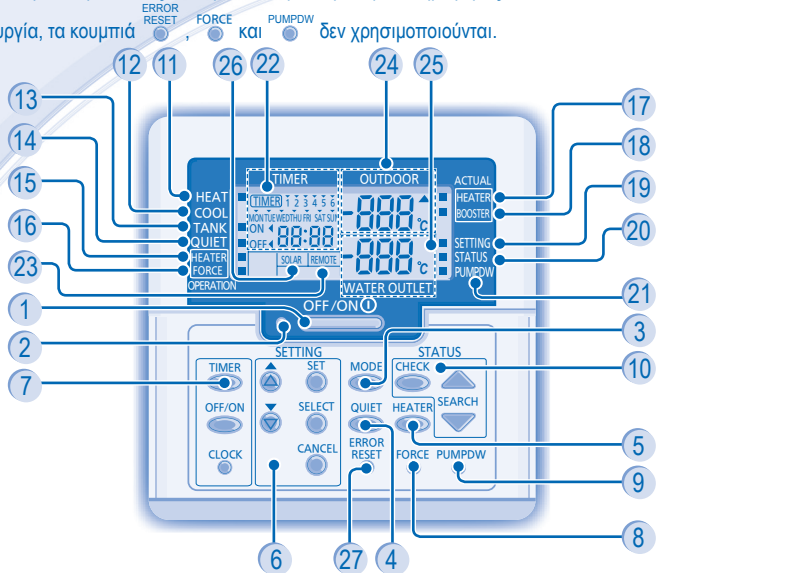 ERROR
RESET
FORCE
PUMPDW
υργία, τα κουμπιά , και δεν χρησιμοποιούνται.
12 11 26 22 24 25
13
14
15
16
23
1
2
7
17
18
19
20
21
3
10
5
9
8
6 27 4
TIMER OUTDOOR ACTUAL
HEAT TIMER 1 2 3 4 5 6 HEATER
COOL -888 °C BOOSTER
TANK MON TUE WED THU FRI SAT SUN
QUIET ON 88:88 SETTING
HEATER OFF -888 °C STATUS
FORCE SOLAR REMOTE PUMPDW
OPERATION WATER OUTLET
OFF/ON
SETTING STATUS
TIMER SET MODE CHECK
OFF/ON SELECT QUIET HEATER SEARCH
CLOCK CANCEL ERROR
RESET FORCE PUMPDW